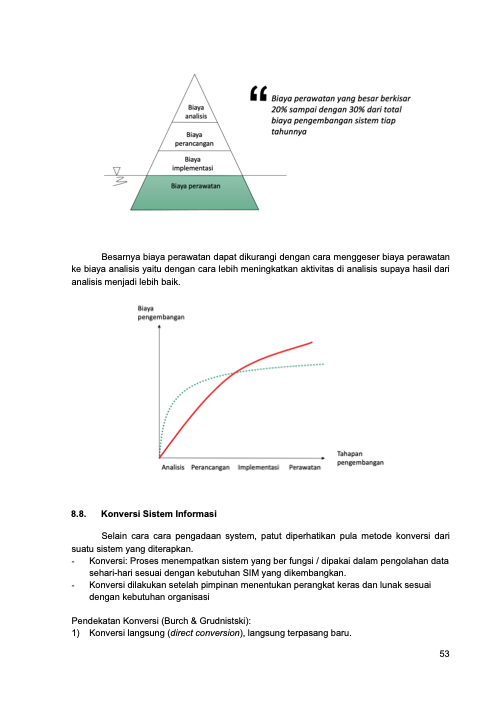 Biaya
analisis
Biaya
perancangan
Biaya
implementasi
Biaya perawatan
“
Biaya perawatan yang besar berkisar
20% sampai dengan 30% dari total
biaya pengembangan sistem tiap
tahunnya
Besarnya biaya perawatan dapat dikurangi dengan cara menggeser biaya perawatan
ke biaya analisis yaitu dengan cara lebih meningkatkan aktivitas di analisis supaya hasil dari
analisis menjadi lebih baik.
Biaya
pengembangan
Tahapan
pengembangan
Analisis Perancangan Implementasi Perawatan
8.8. Konversi Sistem Informasi
Selain cara cara pengadaan system, patut diperhatikan pula metode konversi dari
suatu sistem yang diterapkan.
- Konversi: Proses menempatkan sistem yang ber fungsi / dipakai dalam pengolahan data
sehari-hari sesuai dengan kebutuhan SIM yang dikembangkan.
- Konversi dilakukan setelah pimpinan menentukan perangkat keras dan lunak sesuai
dengan kebutuhan organisasi
Pendekatan Konversi (Burch & Grudnistski):
1) Konversi langsung (direct conversion), langsung terpasang baru.
53